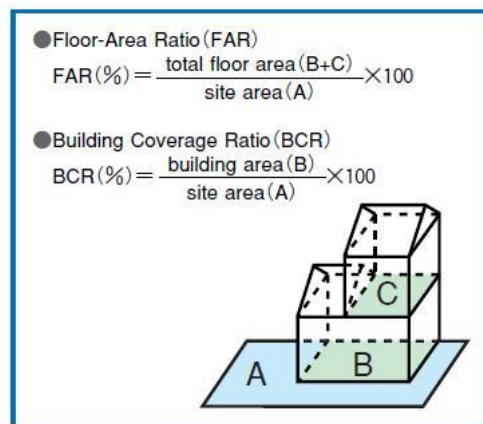 ●Floor-Area Ratio(FAR)
FAR(%)=total floor area(B+C)/site area(A)×100
●Building Coverage Ratio(BCR)
BCR(%)=building area(B)/site area(A)×100
C
A
B